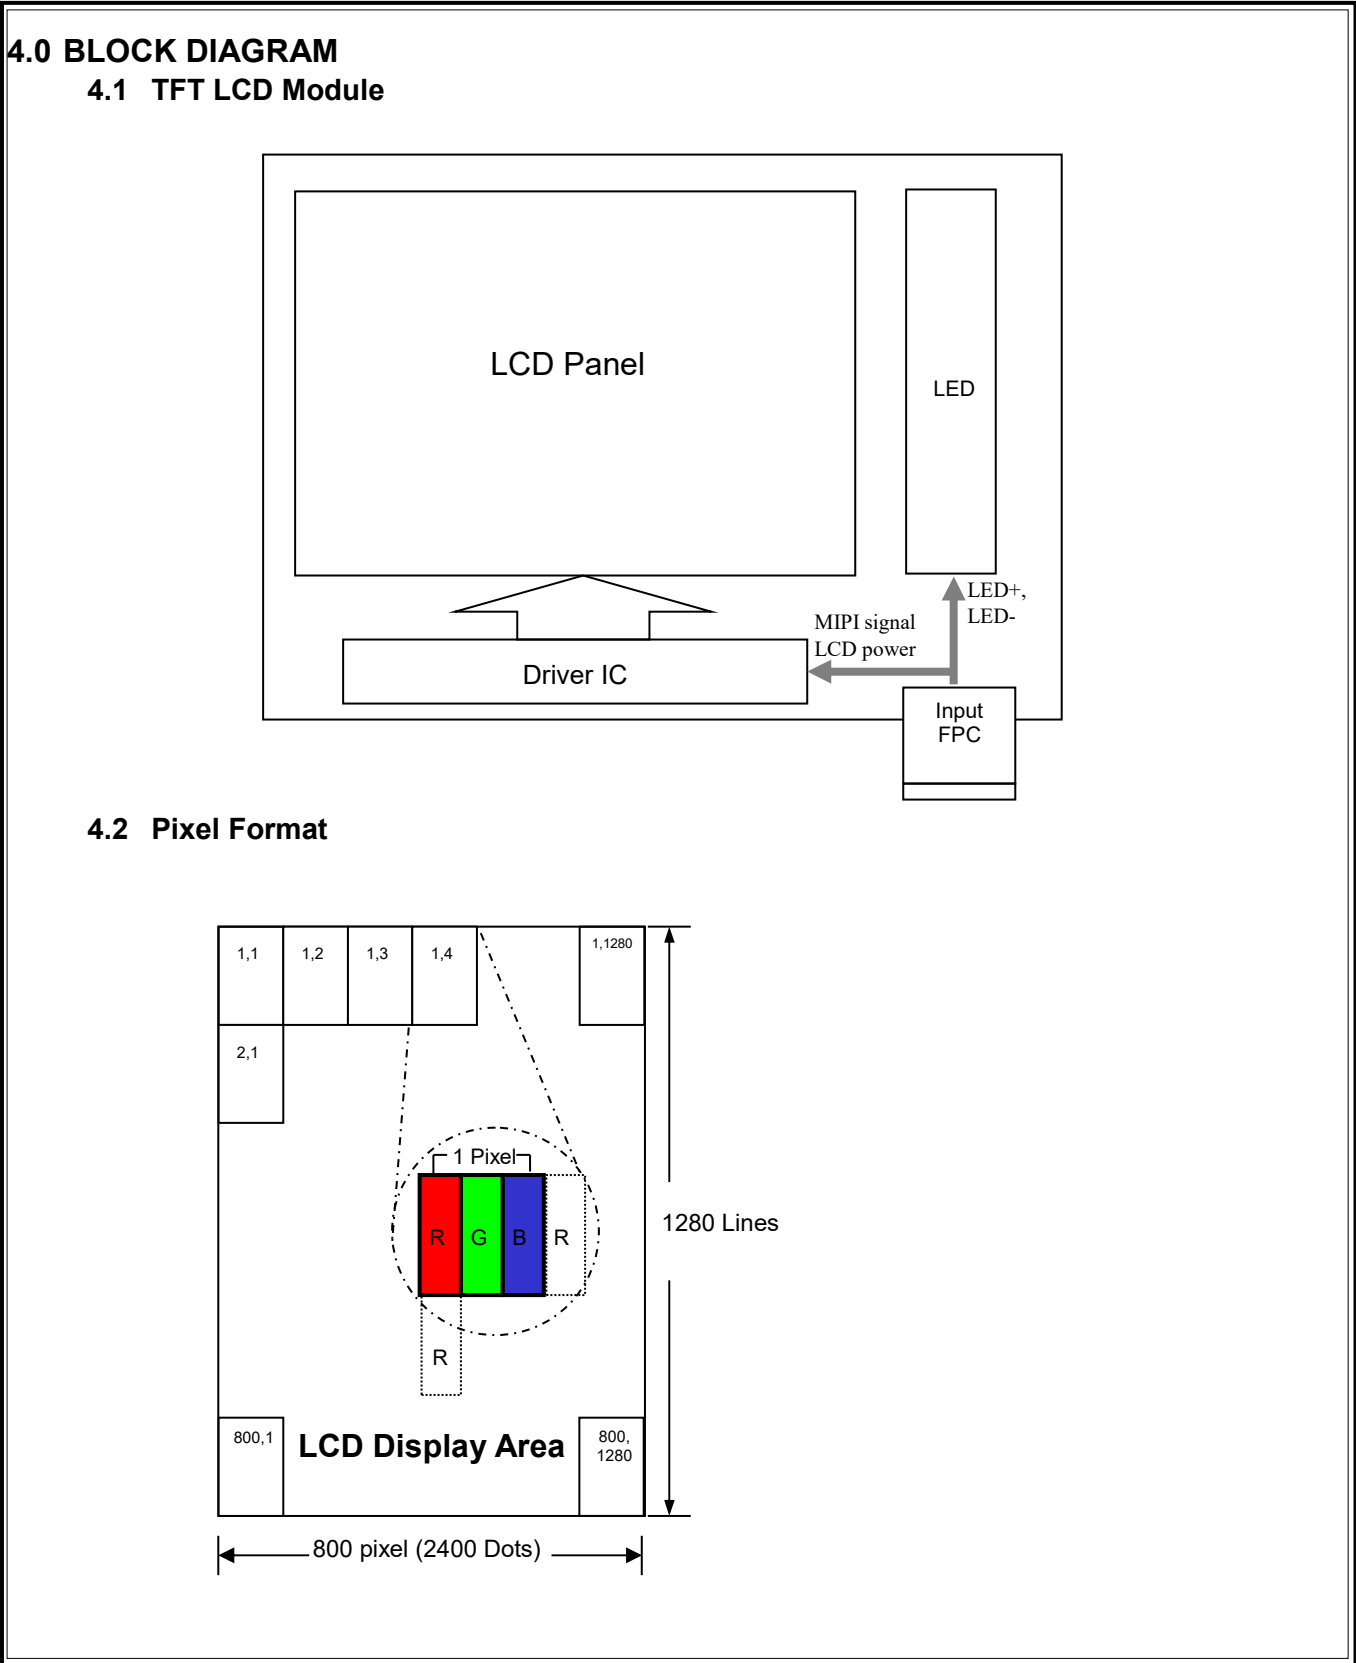 4.0 BLOCK DIAGRAM
4.1 TFT LCD Module
LCD Panel
LED
LED+,
LED-
MIPI signal
LCD power
Driver IC
Input
FPC
4.2 Pixel Format
1,1
1,2
1,3
1,4
1,1280
2,1
1 Pixel
R
G
B
R
1280 Lines
R
800,1
LCD Display Area
800,
1280
800 pixel (2400 Dots)